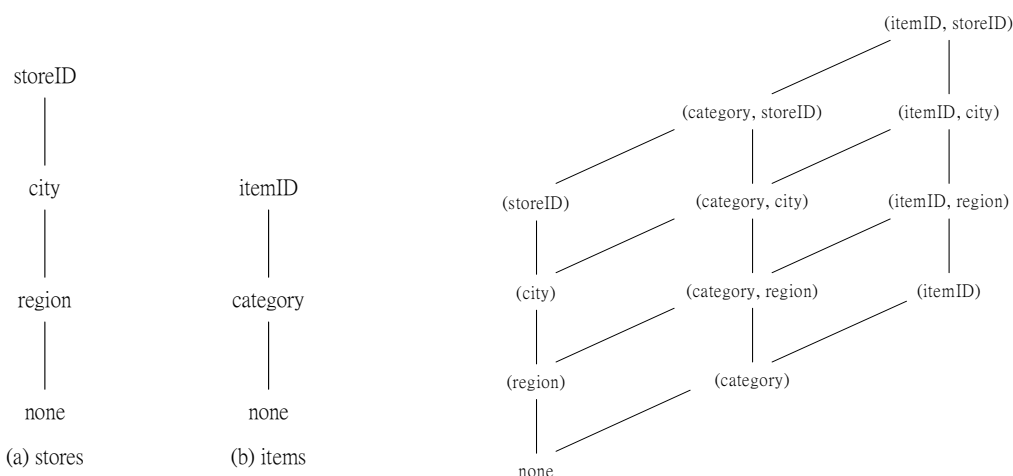 storeID
city
region
none
(a) stores
itemID
category
none
(b) items
(itemID, storeID)
(category, storeID)
(itemID, city)
(storeID)
(category, city)
(itemID, region)
(city)
(category, region)
(itemID)
(region)
(category)
none